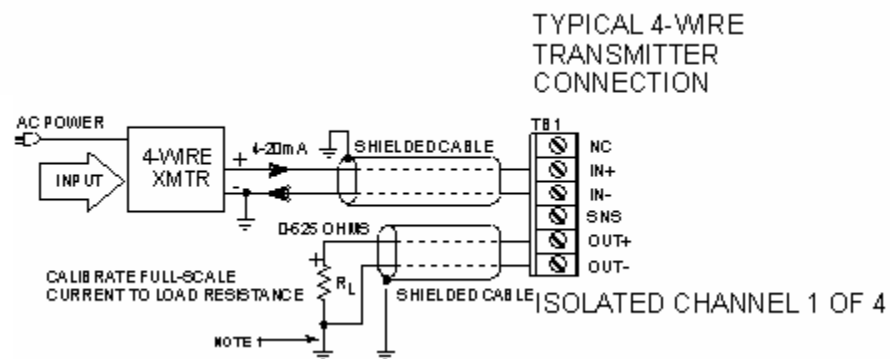 TYPICAL 4-WIRE
TRANSMITTER
CONNECTION
AC POWER
TB1
INPUT
4-WIRE
XMTR
+
-
4-20mA
SHIELDED CABLE
NC
IN+
IN-
SNS
OUT+
OUT-
0-625 OHMS
+
RL
CALIBRATE FULL-SCALE
CURRENT TO LOAD RESISTANCE
SHIELDED CABLE
ISOLATED CHANNEL 1 OF 4
NOTE 1